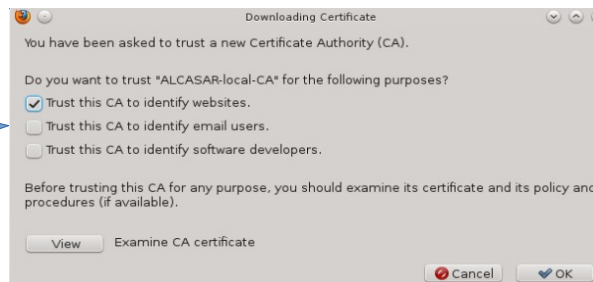 Downloading Certificate
You have been asked to trust a new Certificate Authority (CA).
Do you want to trust "ALCASAR-local-CA" for the following purposes?
Trust this CA to identify websites.
Trust this CA to identify email users.
Trust this CA to identify software developers.
Before trusting this CA for any purpose, you should examine its certificate and its policy and
procedures (if available).
View Examine CA certificate
Cancel OK